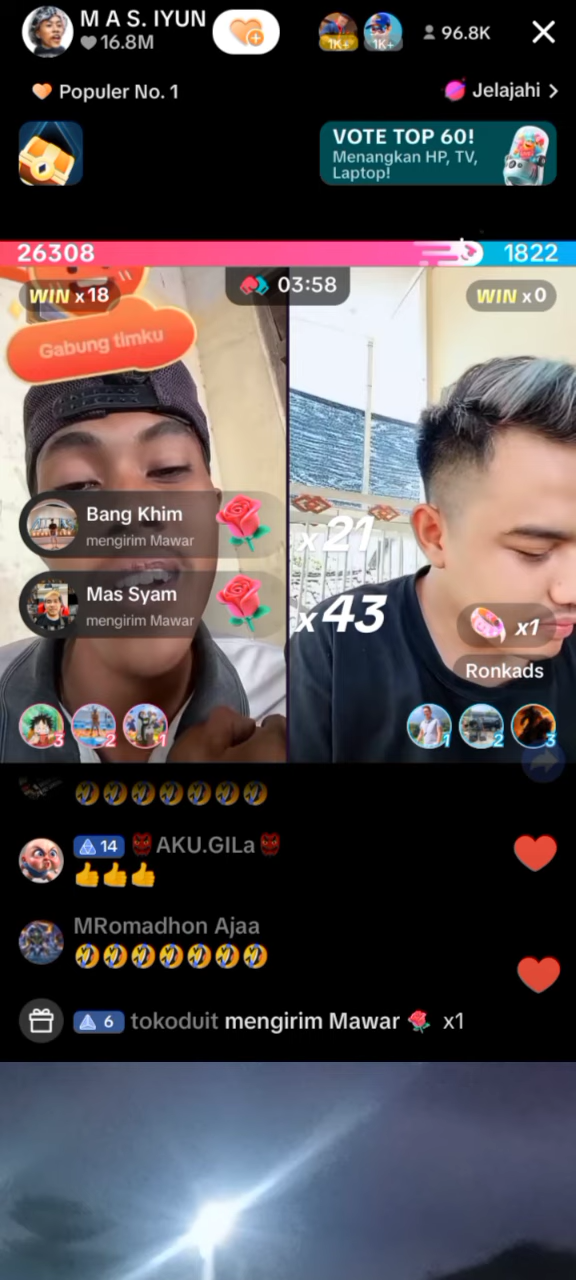 M A S. IYUN
16.8M
1K+
1K+
96.8K
Populer No. 1
Jelajahi
VOTE TOP 60!
Menangkan HP, TV,
Laptop!
26308
1822
WIN x18
03:58
WIN x0
Gabung timku
Bang Khim
mengirim Mawar
x21
Mas Syam
mengirim Mawar
x43
x1
Ronkads
3
2
1
1
2
3
🤣🤣🤣🤣🤣🤣🤣
14 👹AKU.GILa👹
👍👍👍
MRomadhon Ajaa
🤣🤣🤣🤣🤣🤣🤣
6 tokoduit mengirim Mawar 🌹 x1